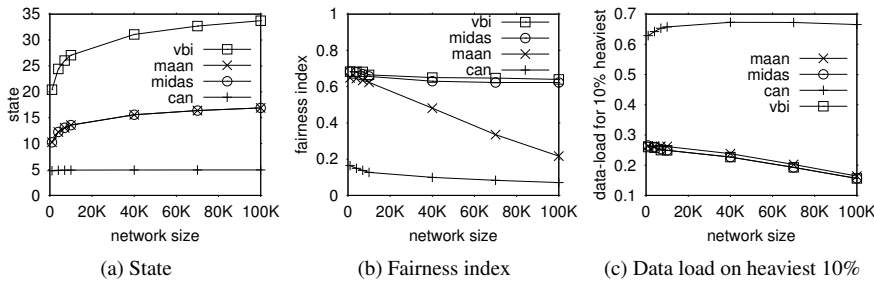 35
30
25
20
15
10
5
0
state
vbi
maan
midas
can
20K 40K 60K 80K 100K
network size
(a) State
1
0.8
0.6
0.4
0.2
0
fairness index
vbi
midas
maan
can
0 20K 40K 60K 80K 100K
network size
(b) Fairness index
0.7
0.6
0.5
0.4
0.3
0.2
0.1
data-load for 10% heaviest
maan
midas
can
vbi
0 20K 40K 60K 80K 100K
network size
(c) Data load on heaviest 10%